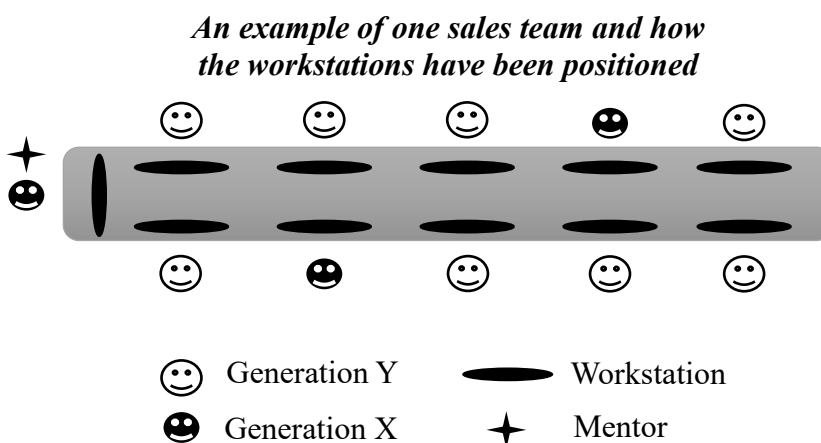 An example of one sales team and how
the workstations have been positioned
Generation Y
Workstation
Generation X
Mentor